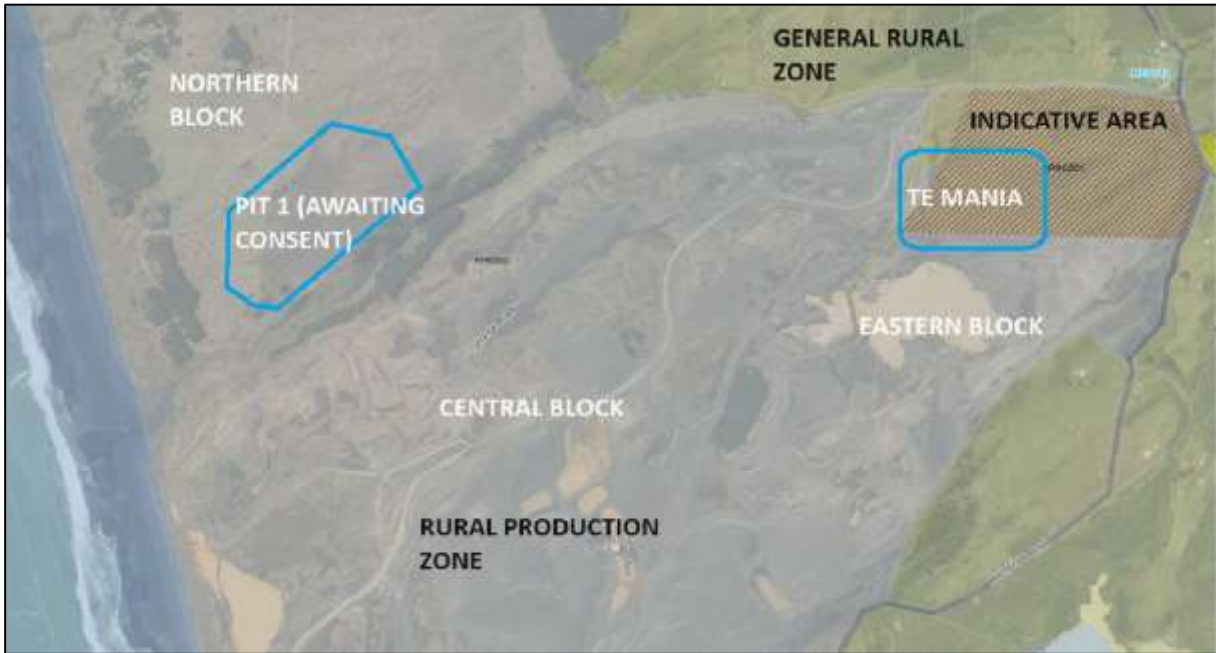 GENERAL RURAL
ZONE
NORTHERN
BLOCK
INDICATIVE AREA
PIT 1 (AWAITING
CONSENT)
TE MANIA
EASTERN BLOCK
CENTRAL BLOCK
RURAL PRODUCTION
ZONE